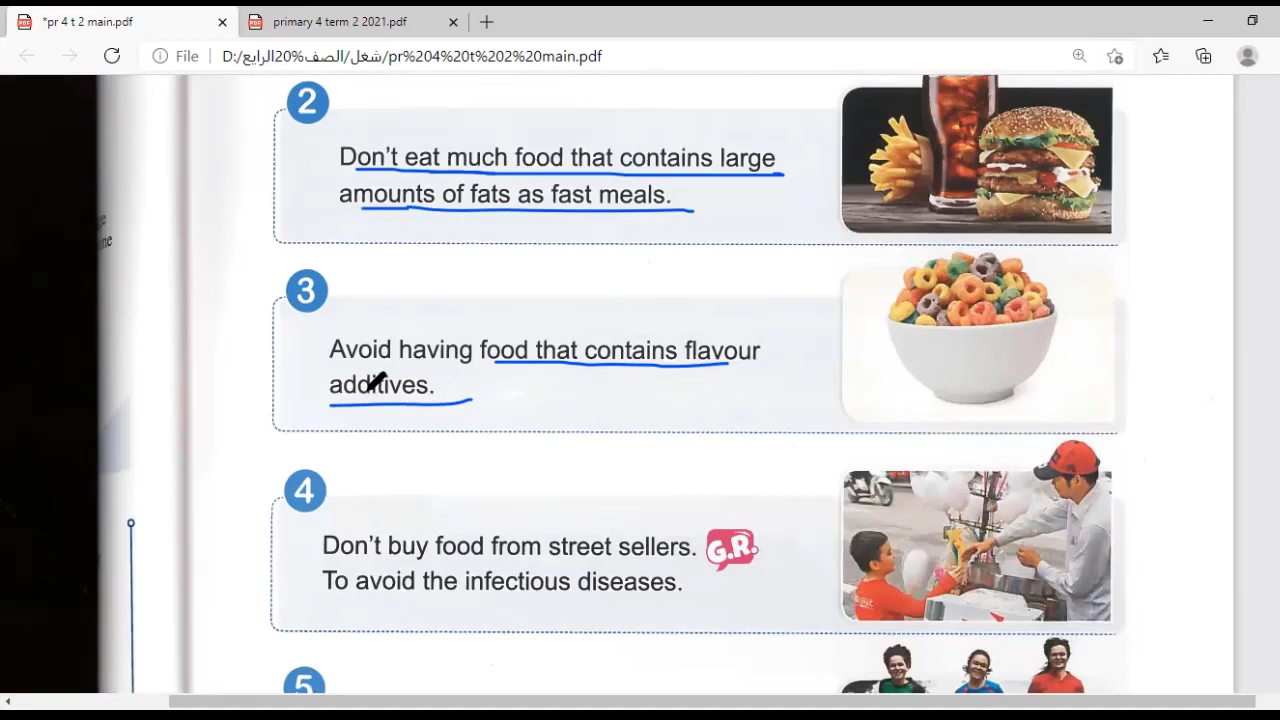 *pr 4 t 2 main.pdf
primary 4 term 2 2021.pdf
File
D:/شغل/الصف%20الرابع/pr%204%20t%202%20main.pdf
2
Don't eat much food that contains large
amounts of fats as fast meals.
3
Avoid having food that contains flavour
additives.
4
Don't buy food from street sellers. G.R.
To avoid the infectious diseases.
5